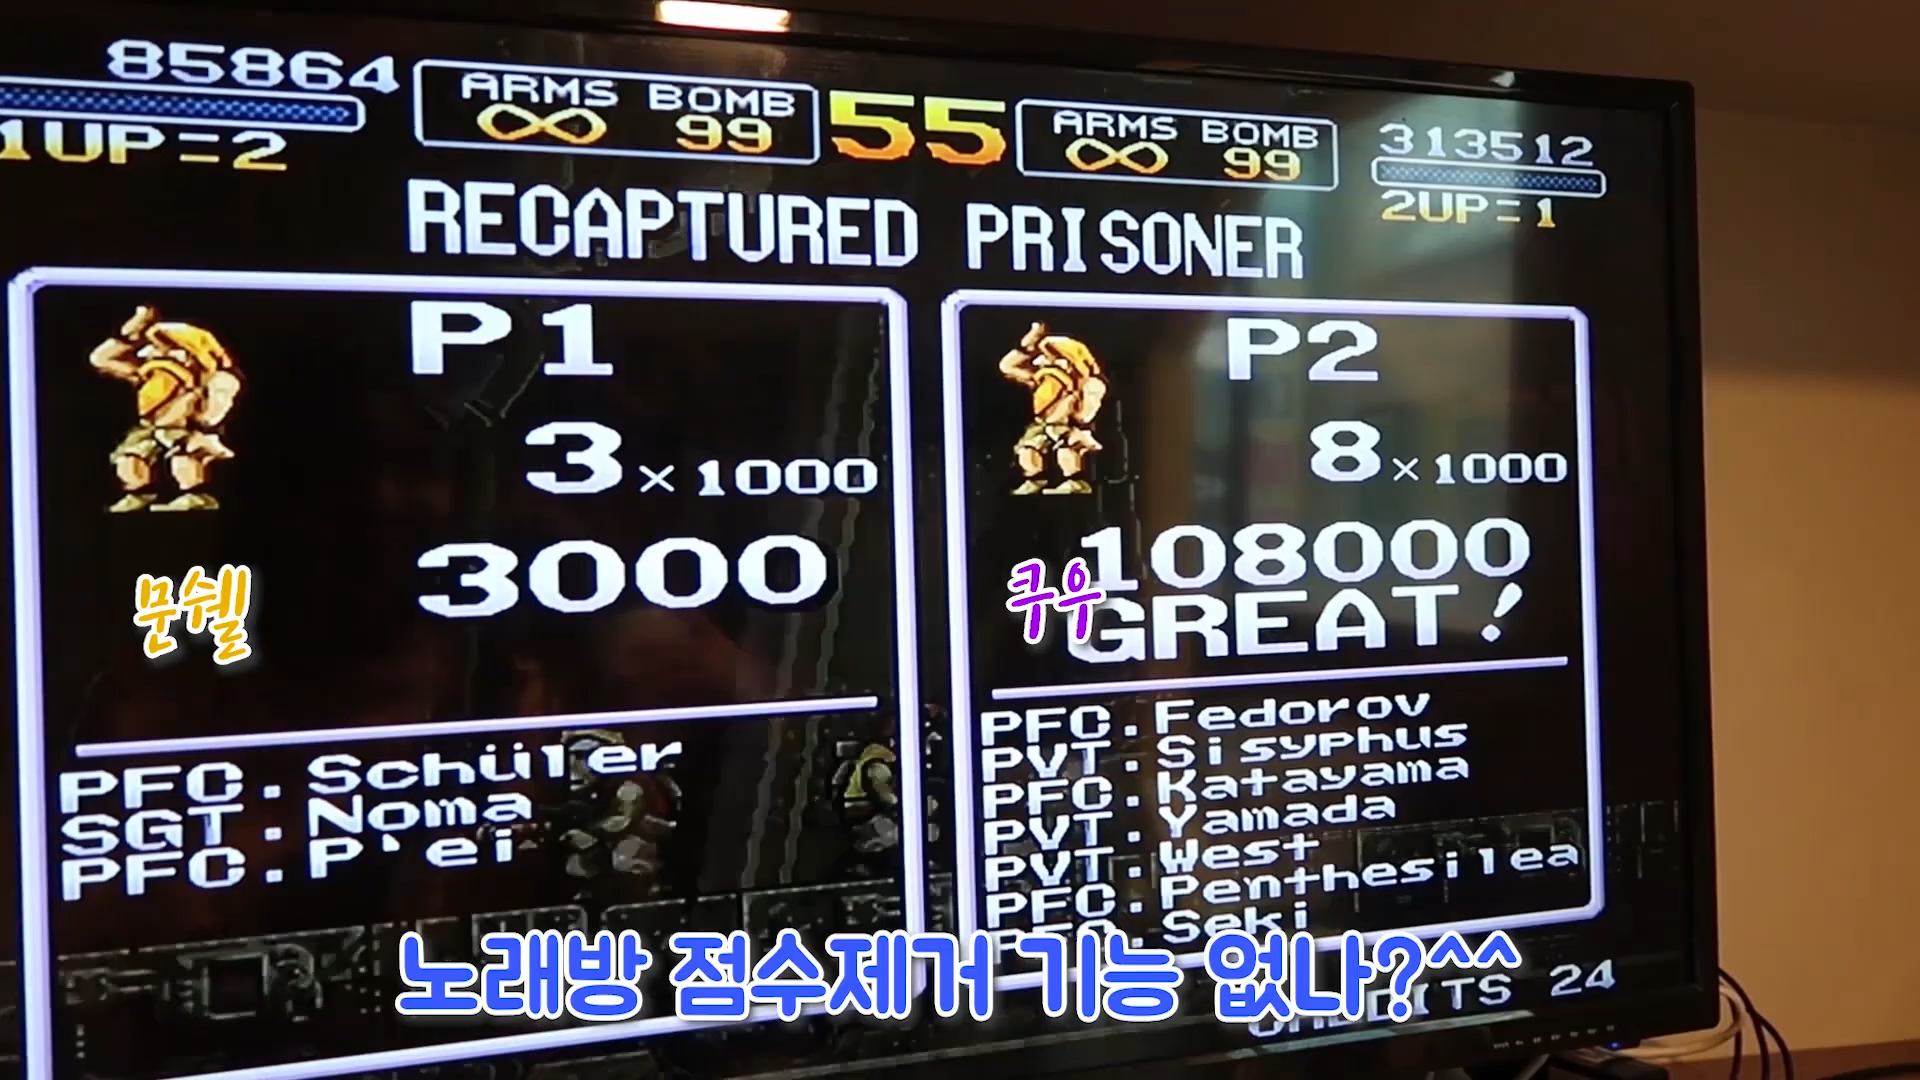 85864
ARMS BOMB
∞ 99
55
ARMS BOMB
∞ 99
313512
1UP=2
2UP=1
RECAPTURED PRISONER
P1
3×1000
3000
문쉘
PFC. Schüler
SGT. Noma
PFC. P'ei
P2
8×1000
108000
쿠우
GREAT!
PFC. Fedorov
PVT. Sisyphus
PFC. Katayama
PVT. Yamada
PVT. West
PFC. Penthesilea
PFC. Seki
노래방 점수제거 기능 없나?^^
CREDITS 24